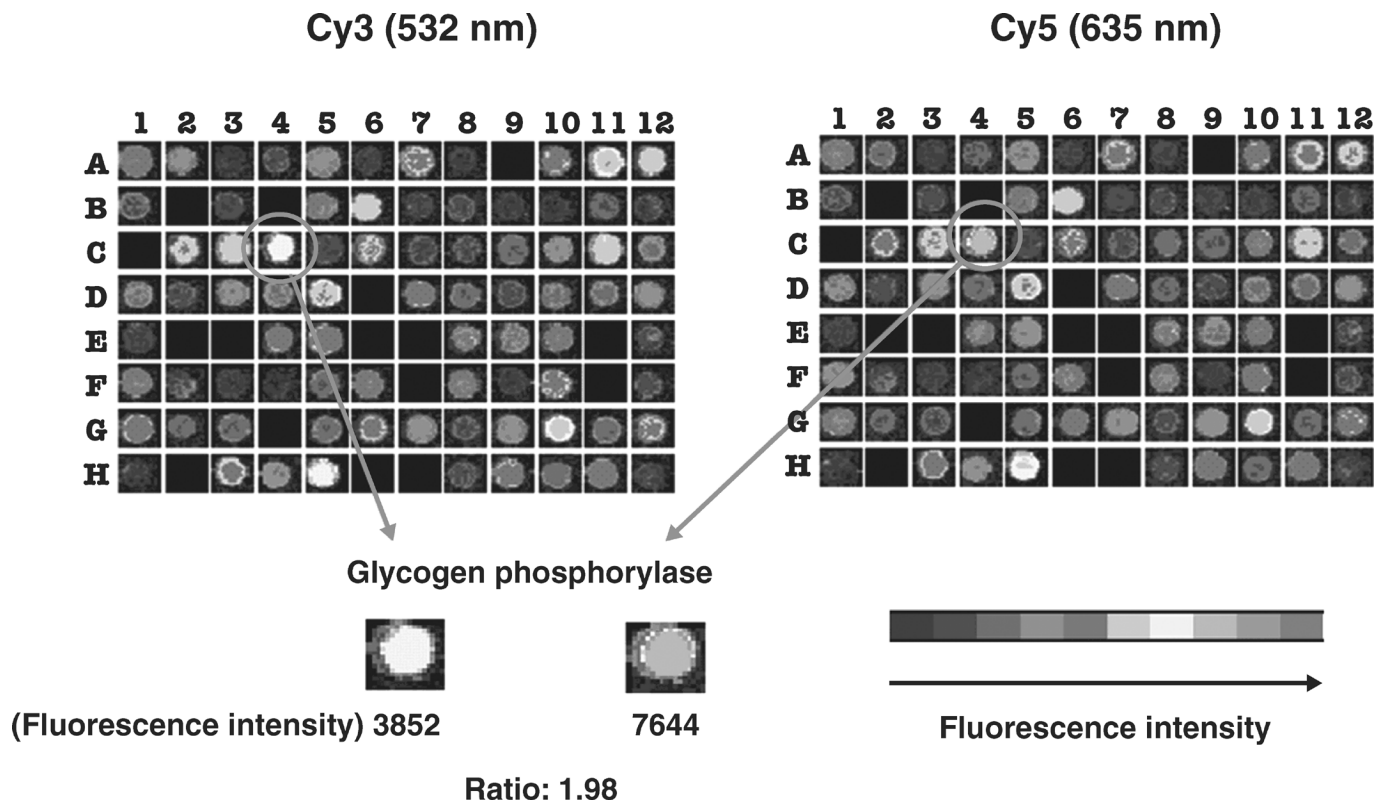 Cy3 (532 nm)
Cy5 (635 nm)
1 2 3 4 5 6 7 8 9 10 11 12
A
B
C
D
E
F
G
H
1 2 3 4 5 6 7 8 9 10 11 12
A
B
C
D
E
F
G
H
Glycogen phosphorylase
(Fluorescence intensity) 3852
7644
Ratio: 1.98
Fluorescence intensity